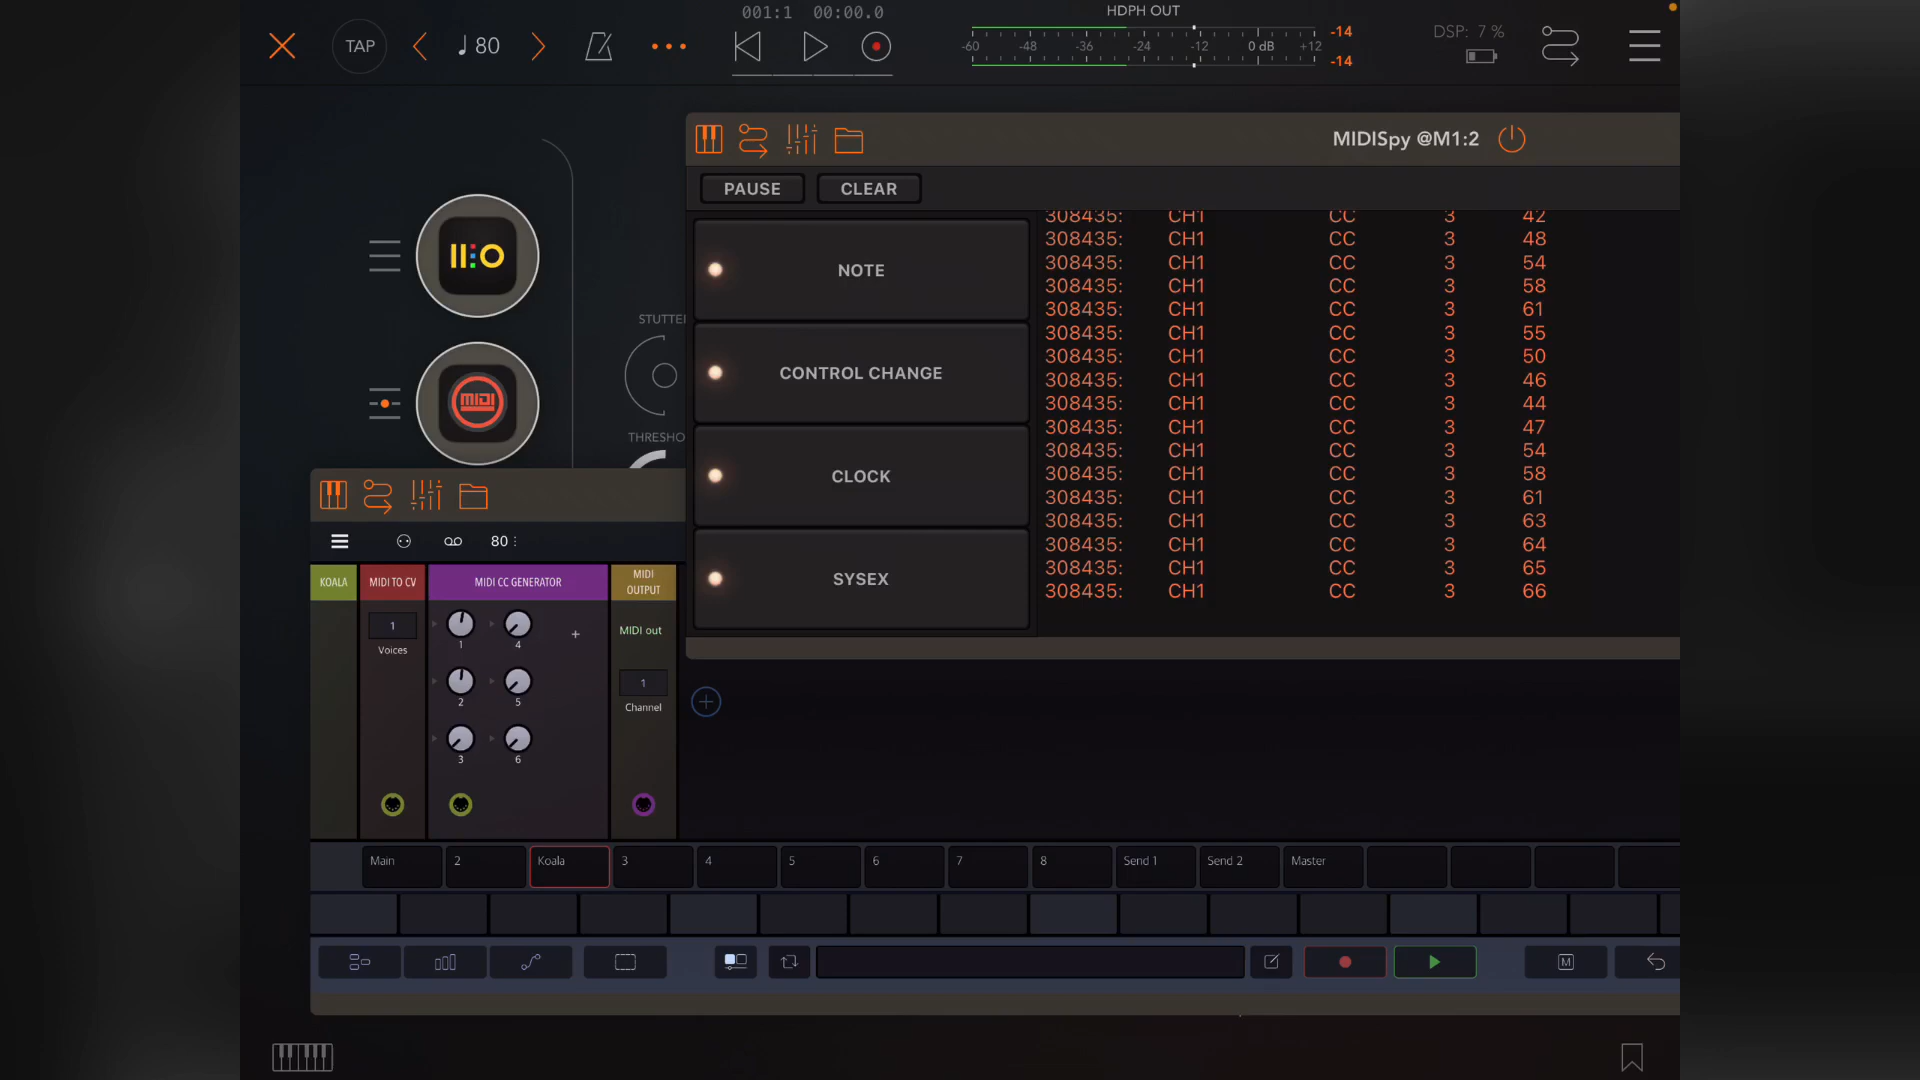 001:1 00:00.0
HDPH OUT
TAP
80
-60 -48 -36 -24 -12 0 dB +12
-14
-14
DSP: 7 %
MIDISpy @M1:2
PAUSE
CLEAR
NOTE
CONTROL CHANGE
CLOCK
SYSEX
308435: CH1 CC 3 42
308435: CH1 CC 3 48
308435: CH1 CC 3 54
308435: CH1 CC 3 58
308435: CH1 CC 3 61
308435: CH1 CC 3 55
308435: CH1 CC 3 50
308435: CH1 CC 3 46
308435: CH1 CC 3 44
308435: CH1 CC 3 47
308435: CH1 CC 3 54
308435: CH1 CC 3 58
308435: CH1 CC 3 61
308435: CH1 CC 3 63
308435: CH1 CC 3 64
308435: CH1 CC 3 65
308435: CH1 CC 3 66
STUTTE
MIDI
THRESHO
80
KOALA
MIDI TO CV
MIDI CC GENERATOR
MIDI
OUTPUT
1
Voices
1 4
2 5
3 6
+
MIDI out
1
Channel
Main 2 Koala 3 4 5 6 7 8 Send 1 Send 2 Master
M